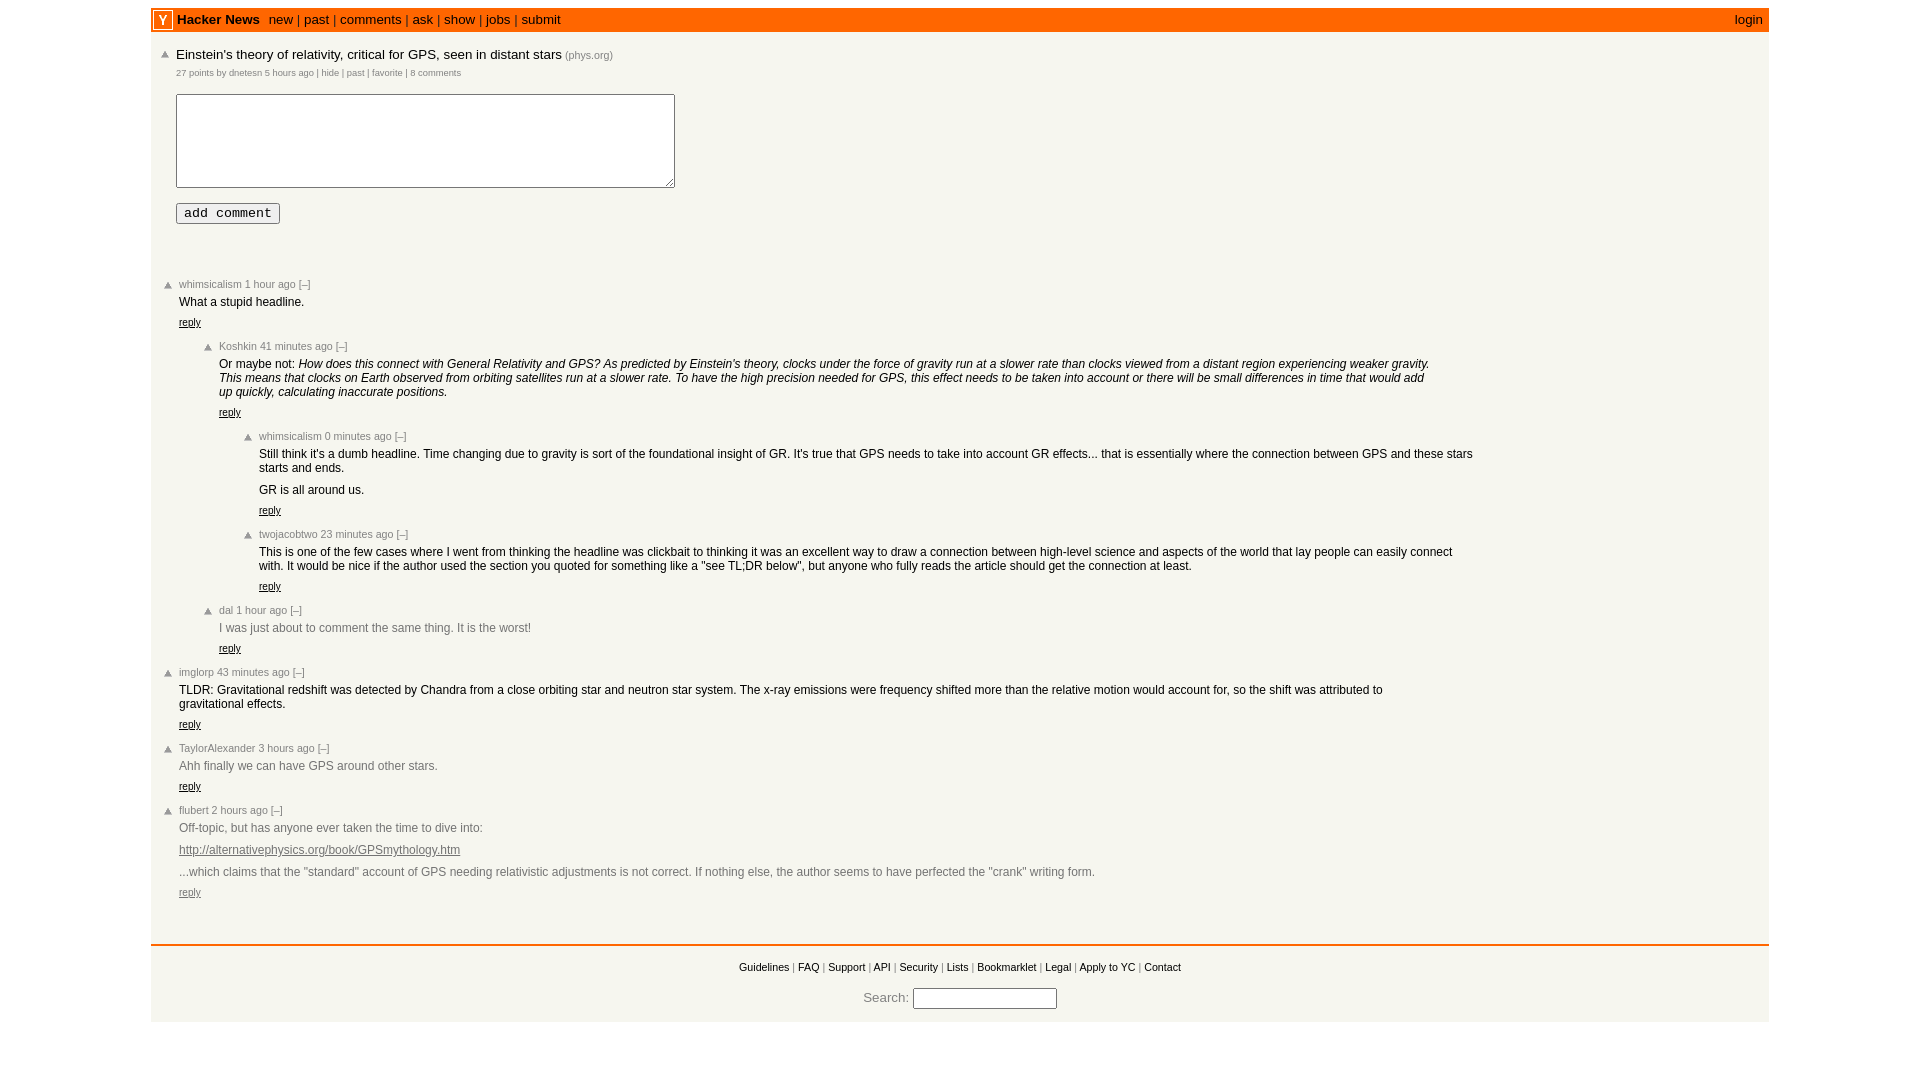 Y Hacker News new | past | comments | ask | show | jobs | submit login
Einstein's theory of relativity, critical for GPS, seen in distant stars (phys.org)
27 points by dnetesn 5 hours ago | hide | past | favorite | 8 comments
add comment
whimsicalism 1 hour ago [–]
What a stupid headline.
reply
Koshkin 41 minutes ago [–]
Or maybe not: How does this connect with General Relativity and GPS? As predicted by Einstein's theory, clocks under the force of gravity run at a slower rate than clocks viewed from a distant region experiencing weaker gravity.
This means that clocks on Earth observed from orbiting satellites run at a slower rate. To have the high precision needed for GPS, this effect needs to be taken into account or there will be small differences in time that would add
up quickly, calculating inaccurate positions.
reply
whimsicalism 0 minutes ago [–]
Still think it's a dumb headline. Time changing due to gravity is sort of the foundational insight of GR. It's true that GPS needs to take into account GR effects... that is essentially where the connection between GPS and these stars
starts and ends.
GR is all around us.
reply
twojacobtwo 23 minutes ago [–]
This is one of the few cases where I went from thinking the headline was clickbait to thinking it was an excellent way to draw a connection between high-level science and aspects of the world that lay people can easily connect
with. It would be nice if the author used the section you quoted for something like a "see TL;DR below", but anyone who fully reads the article should get the connection at least.
reply
dal 1 hour ago [–]
I was just about to comment the same thing. It is the worst!
reply
imglorp 43 minutes ago [–]
TLDR: Gravitational redshift was detected by Chandra from a close orbiting star and neutron star system. The x-ray emissions were frequency shifted more than the relative motion would account for, so the shift was attributed to
gravitational effects.
reply
TaylorAlexander 3 hours ago [–]
Ahh finally we can have GPS around other stars.
reply
flubert 2 hours ago [–]
Off-topic, but has anyone ever taken the time to dive into:
http://alternativephysics.org/book/GPSmythology.htm
...which claims that the "standard" account of GPS needing relativistic adjustments is not correct. If nothing else, the author seems to have perfected the "crank" writing form.
reply
Guidelines | FAQ | Support | API | Security | Lists | Bookmarklet | Legal | Apply to YC | Contact
Search: